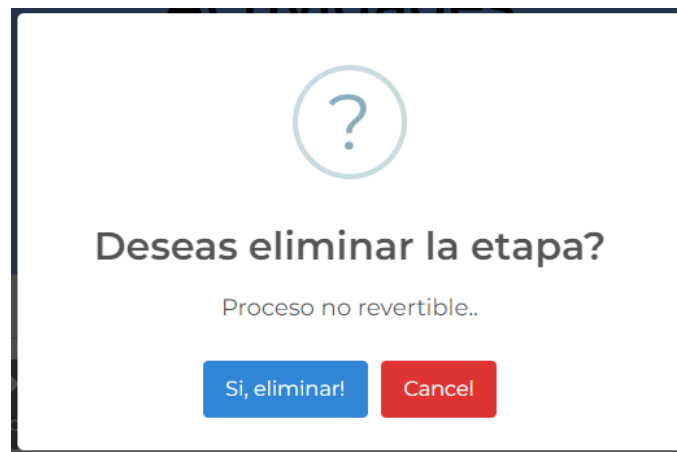 ?
Deseas eliminar la etapa?
Proceso no revertible..
Si, eliminar! Cancel